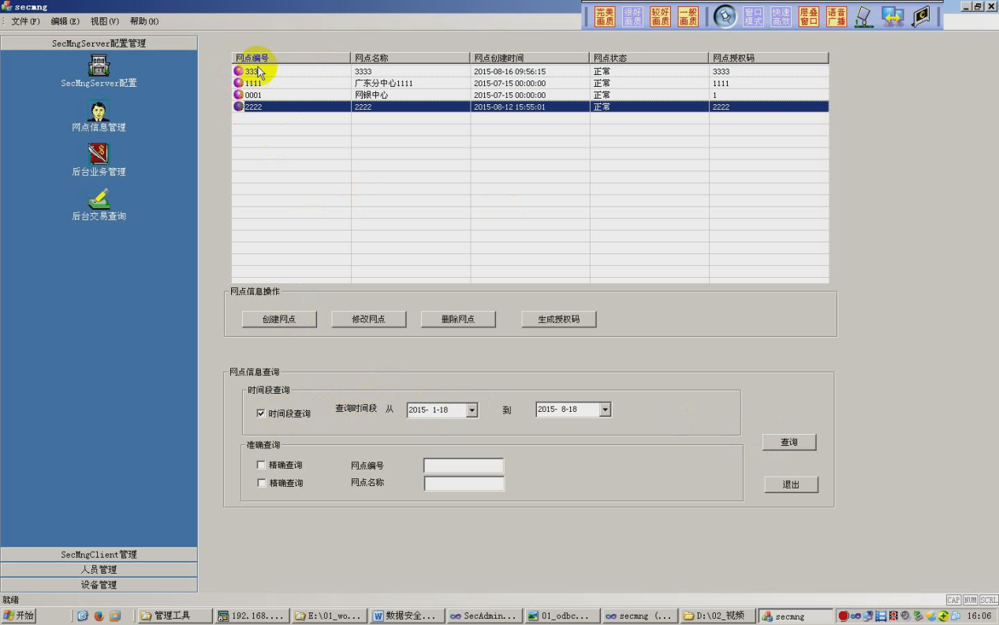 secmng
文件(F) 编辑(E) 视图(V) 帮助(H)
完美画质 很好画质 较好画质 一般画质 窗口模式 快速高效 层叠窗口 语音广播
SecMngServer配置管理
SecMngServer配置
网点信息管理
后台业务管理
后台交易查询
网点编号 网点名称 网点创建时间 网点状态 网点授权码
3333 3333 2015-08-16 09:56:15 正常 3333
1111 广东分中心1111 2015-07-15 00:00:00 正常 1111
0001 网银中心 2015-07-15 00:00:00 正常 1
2222 2222 2015-08-12 15:55:01 正常 2222
网点信息操作
创建网点 修改网点 删除网点 生成授权码
网点信息查询
时间段查询
时间段查询 查询时间段 从 2015- 1-18 到 2015- 8-18
准确查询
精确查询 网点编号
精确查询 网点名称
查询
退出
SecMngClient管理
人员管理
设备管理
就绪
CAP NUM SCRL
开始 管理工具 192.168.... E:\01_wo... 数据安全... SecAdmin... 01_odbc... secmng (... D:\02_视频 secmng 16:06